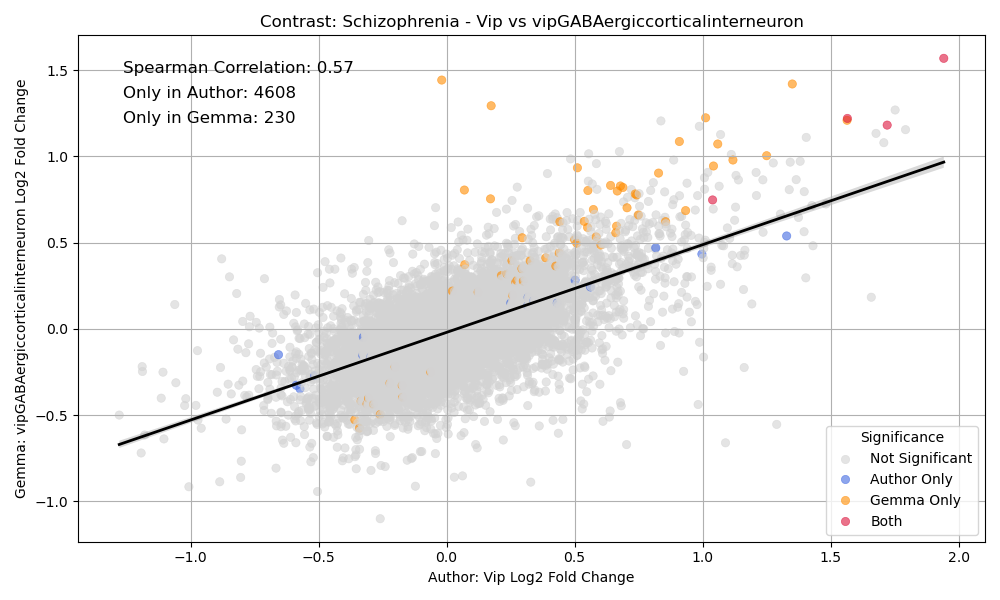 Contrast: Schizophrenia - Vip vs vipGABAergiccorticalinterneuron
Spearman Correlation: 0.57
Only in Author: 4608
Only in Gemma: 230
Gemma: vipGABAergiccorticalinterneuron Log2 Fold Change
1.5
1.0
0.5
0.0
−0.5
−1.0
Significance
Not Significant
Author Only
Gemma Only
Both
−1.0 −0.5 0.0 0.5 1.0 1.5 2.0
Author: Vip Log2 Fold Change